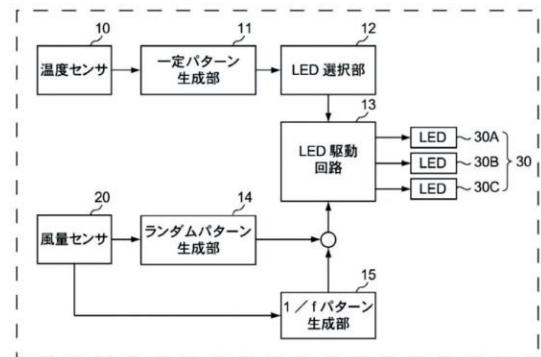 10
温度センサ
11
一定パターン
生成部
12
LED 選択部
13
LED 駆動
回路
LED
30A
LED
30B
LED
30C
30
20
風量センサ
14
ランダムパターン
生成部
15
1／fパターン
生成部